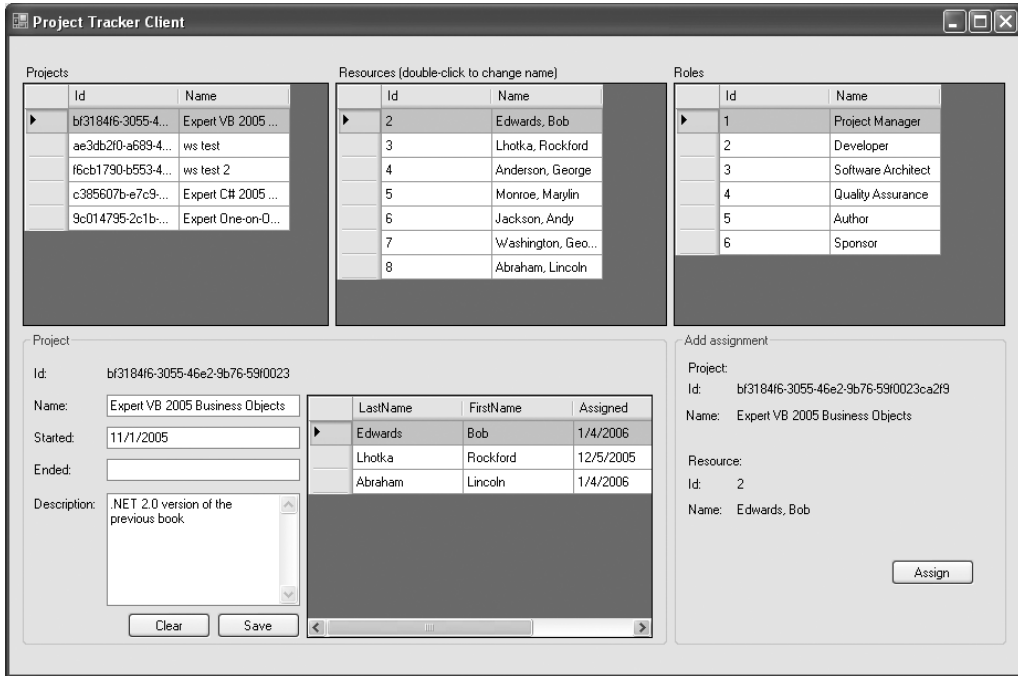 Project Tracker Client
Projects
Id Name
bf3184f6-3055-4... Expert VB 2005 ...
ae3db2f0-a689-4... ws test
f6cb1790-b553-4... ws test 2
c385607b-e7c9-... Expert C# 2005 ...
9c014795-2c1b-... Expert One-on-O...
Resources (double-click to change name)
Id Name
2 Edwards, Bob
3 Lhotka, Rockford
4 Anderson, George
5 Monroe, Marylin
6 Jackson, Andy
7 Washington, Geo...
8 Abraham, Lincoln
Roles
Id Name
1 Project Manager
2 Developer
3 Software Architect
4 Quality Assurance
5 Author
6 Sponsor
Project
Id: bf3184f6-3055-46e2-9b76-59f0023
Name: Expert VB 2005 Business Objects
Started: 11/1/2005
Ended:
Description: .NET 2.0 version of the
previous book
Clear Save
LastName FirstName Assigned
Edwards Bob 1/4/2006
Lhotka Rockford 12/5/2005
Abraham Lincoln 1/4/2006
Add assignment
Project:
Id: bf3184f6-3055-46e2-9b76-59f0023ca2f9
Name: Expert VB 2005 Business Objects
Resource:
Id: 2
Name: Edwards, Bob
Assign